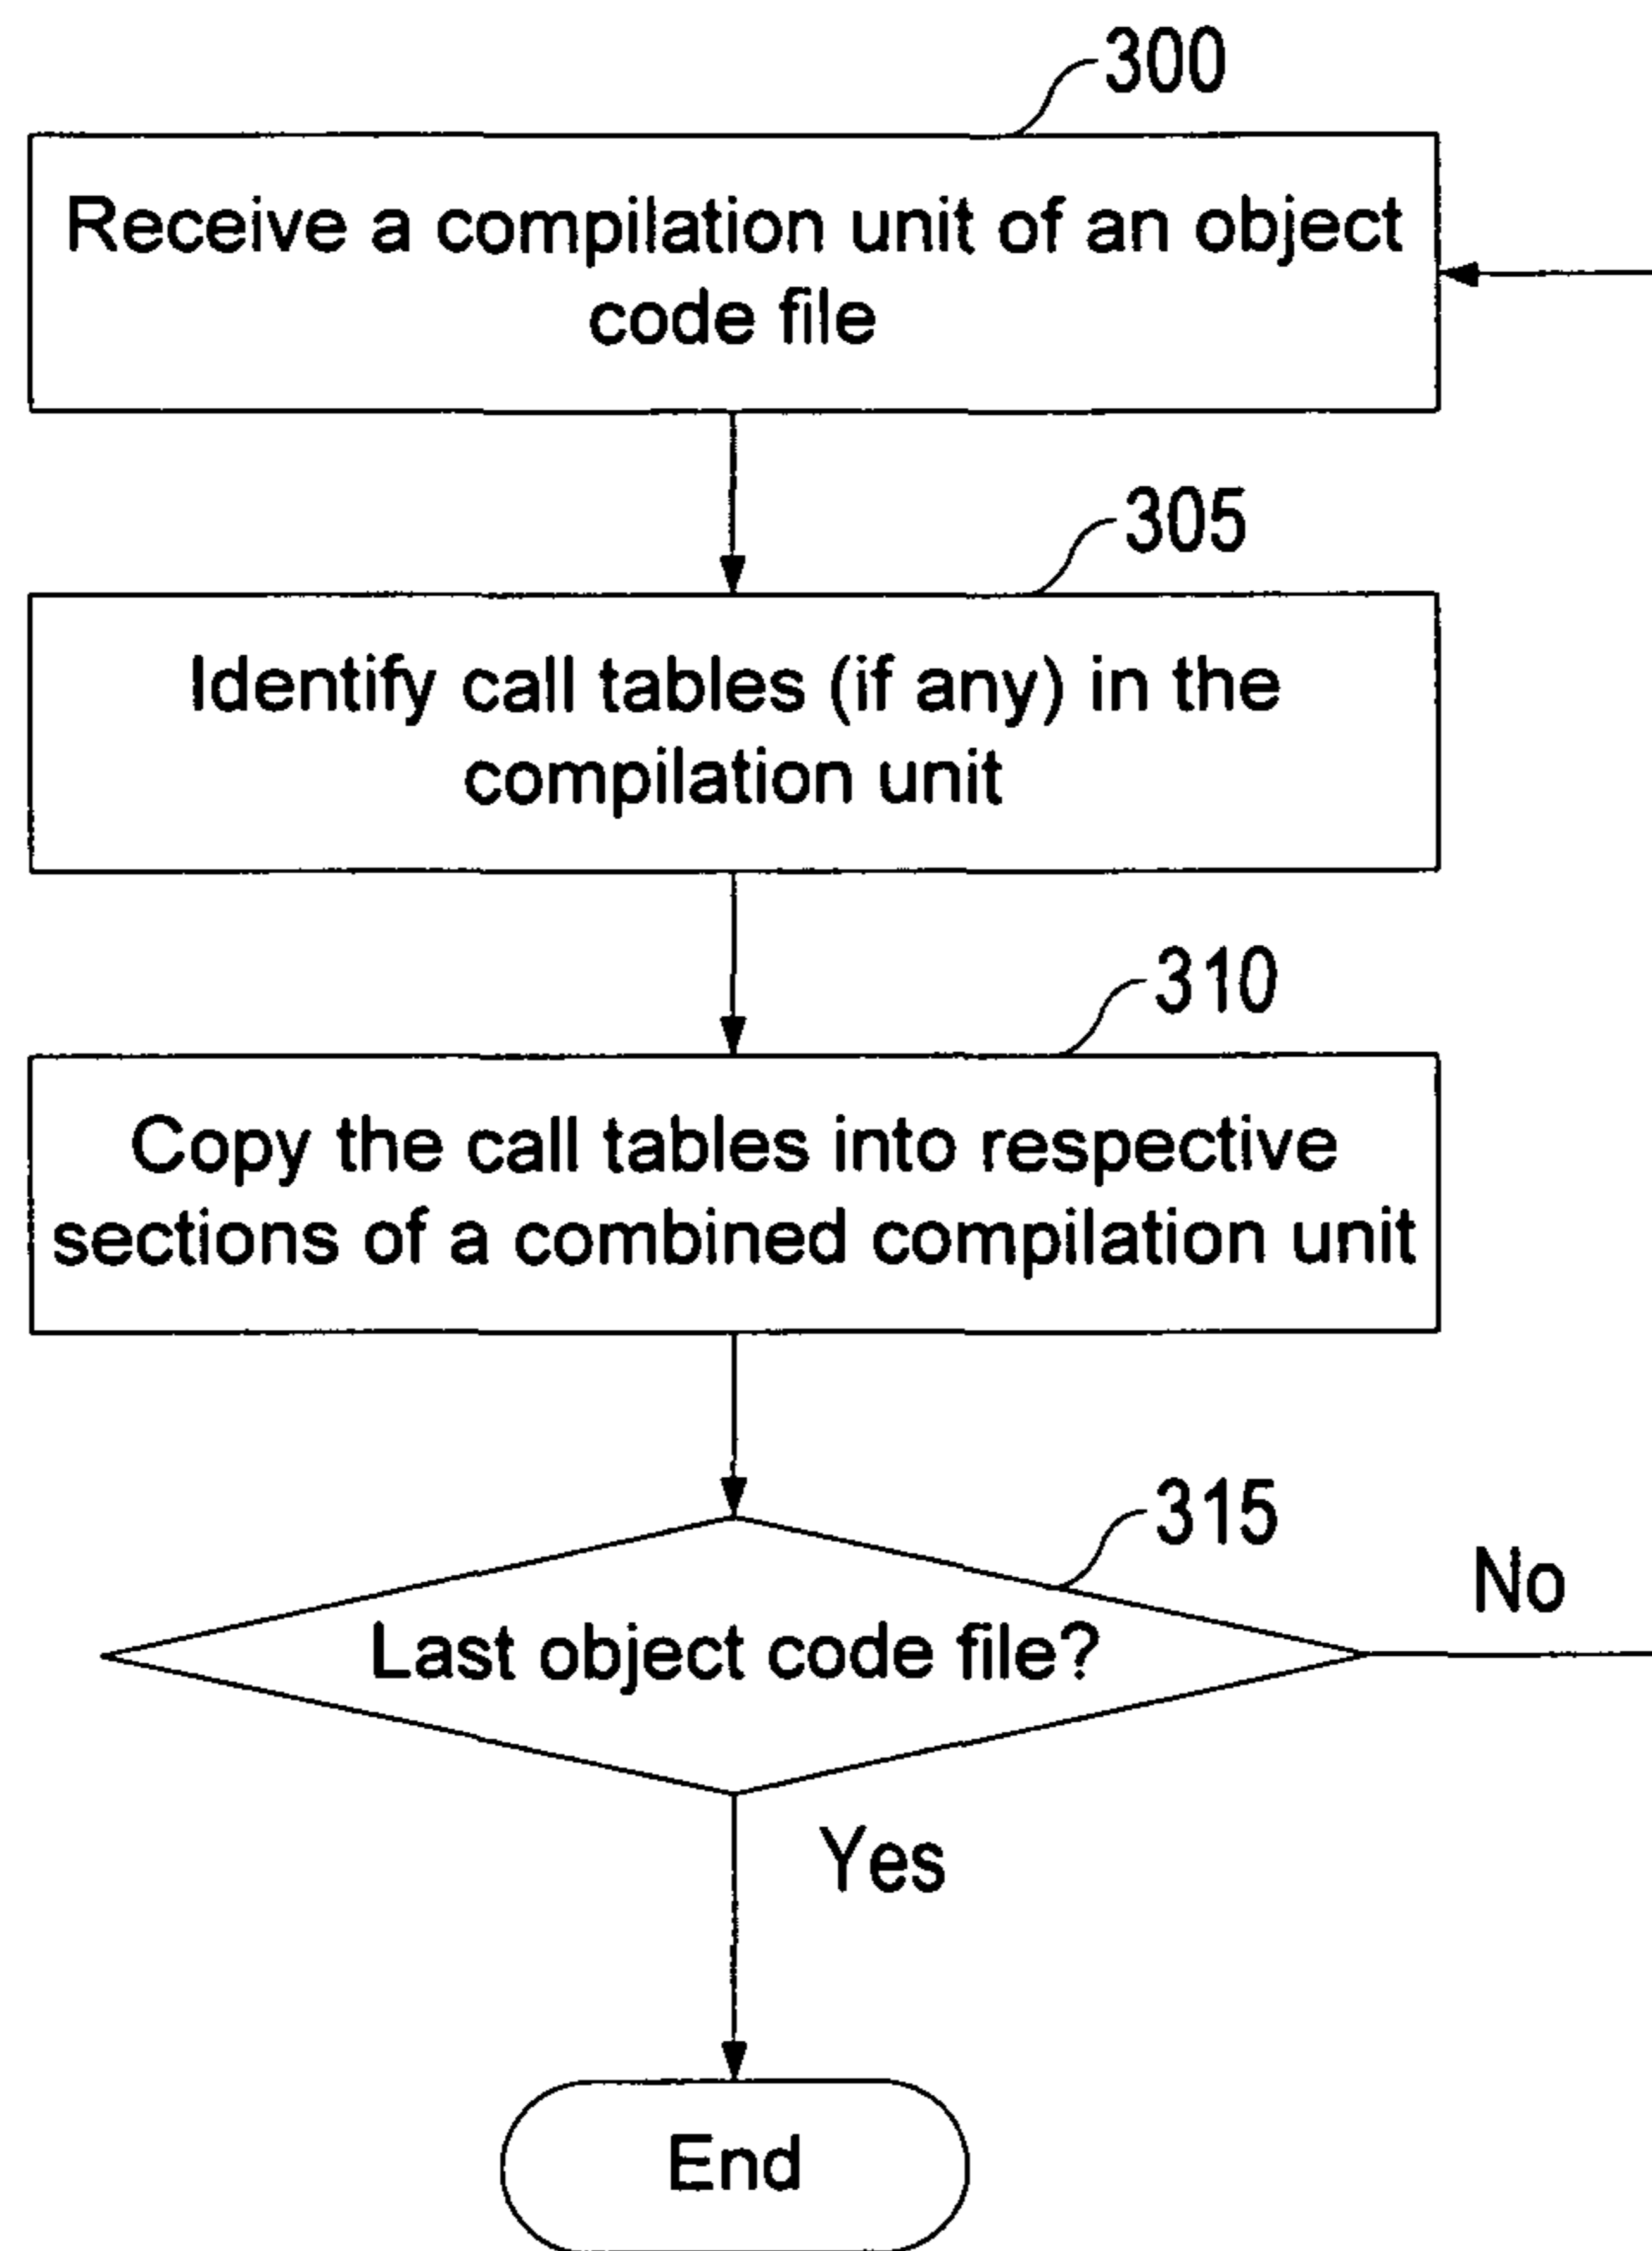 300
Receive a compilation unit of an object
code file
305
Identify call tables (if any) in the
compilation unit
310
Copy the call tables into respective
sections of a combined compilation unit
315
No
Last object code file?
Yes
End